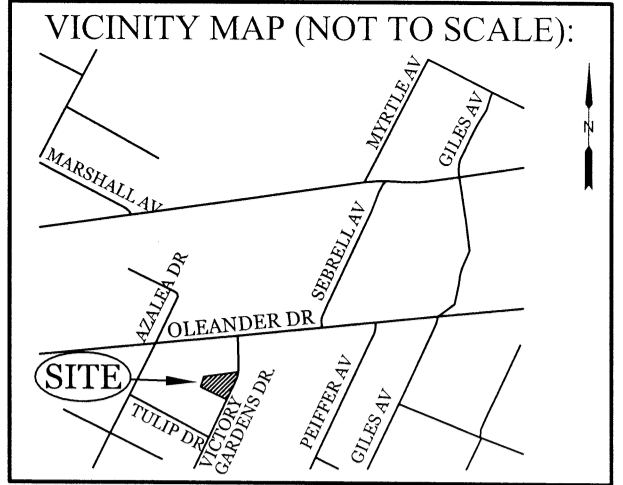 VICINITY MAP (NOT TO SCALE):
MYRTLE AV
GILES AV
N
MARSHALL AV
SEBRELL AV
AZALEA DR
OLEANDER DR
SITE
TULIP DR
VICTORY
GARDENS DR.
PEIFFER AV
GILES AV